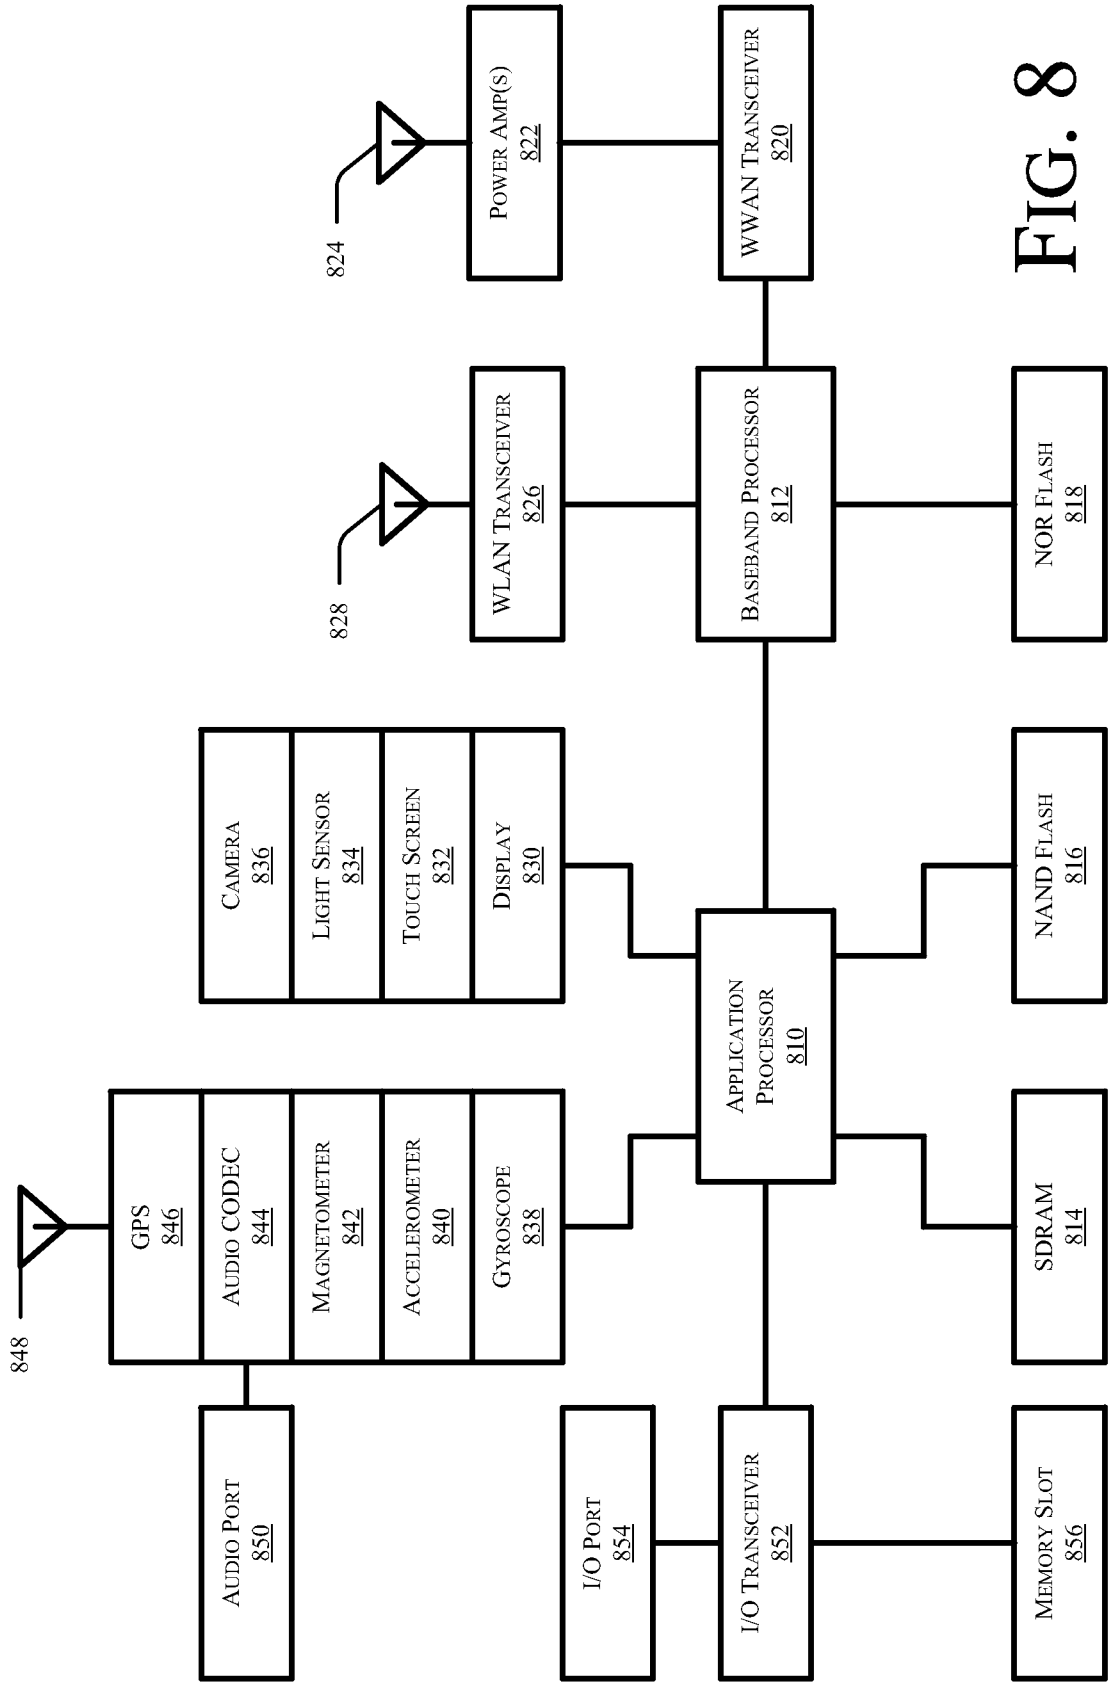 848
GPS
846
AUDIO PORT
850
AUDIO CODEC
844
MAGNETOMETER
842
ACCELEROMETER
840
GYROSCOPE
838
CAMERA
836
LIGHT SENSOR
834
TOUCH SCREEN
832
DISPLAY
830
828
WLAN TRANSCEIVER
826
824
POWER AMP(S)
822
I/O PORT
854
I/O TRANSCEIVER
852
APPLICATION
PROCESSOR
810
BASEBAND PROCESSOR
812
WWAN TRANSCEIVER
820
MEMORY SLOT
856
SDRAM
814
NAND FLASH
816
NOR FLASH
818
FIG. 8